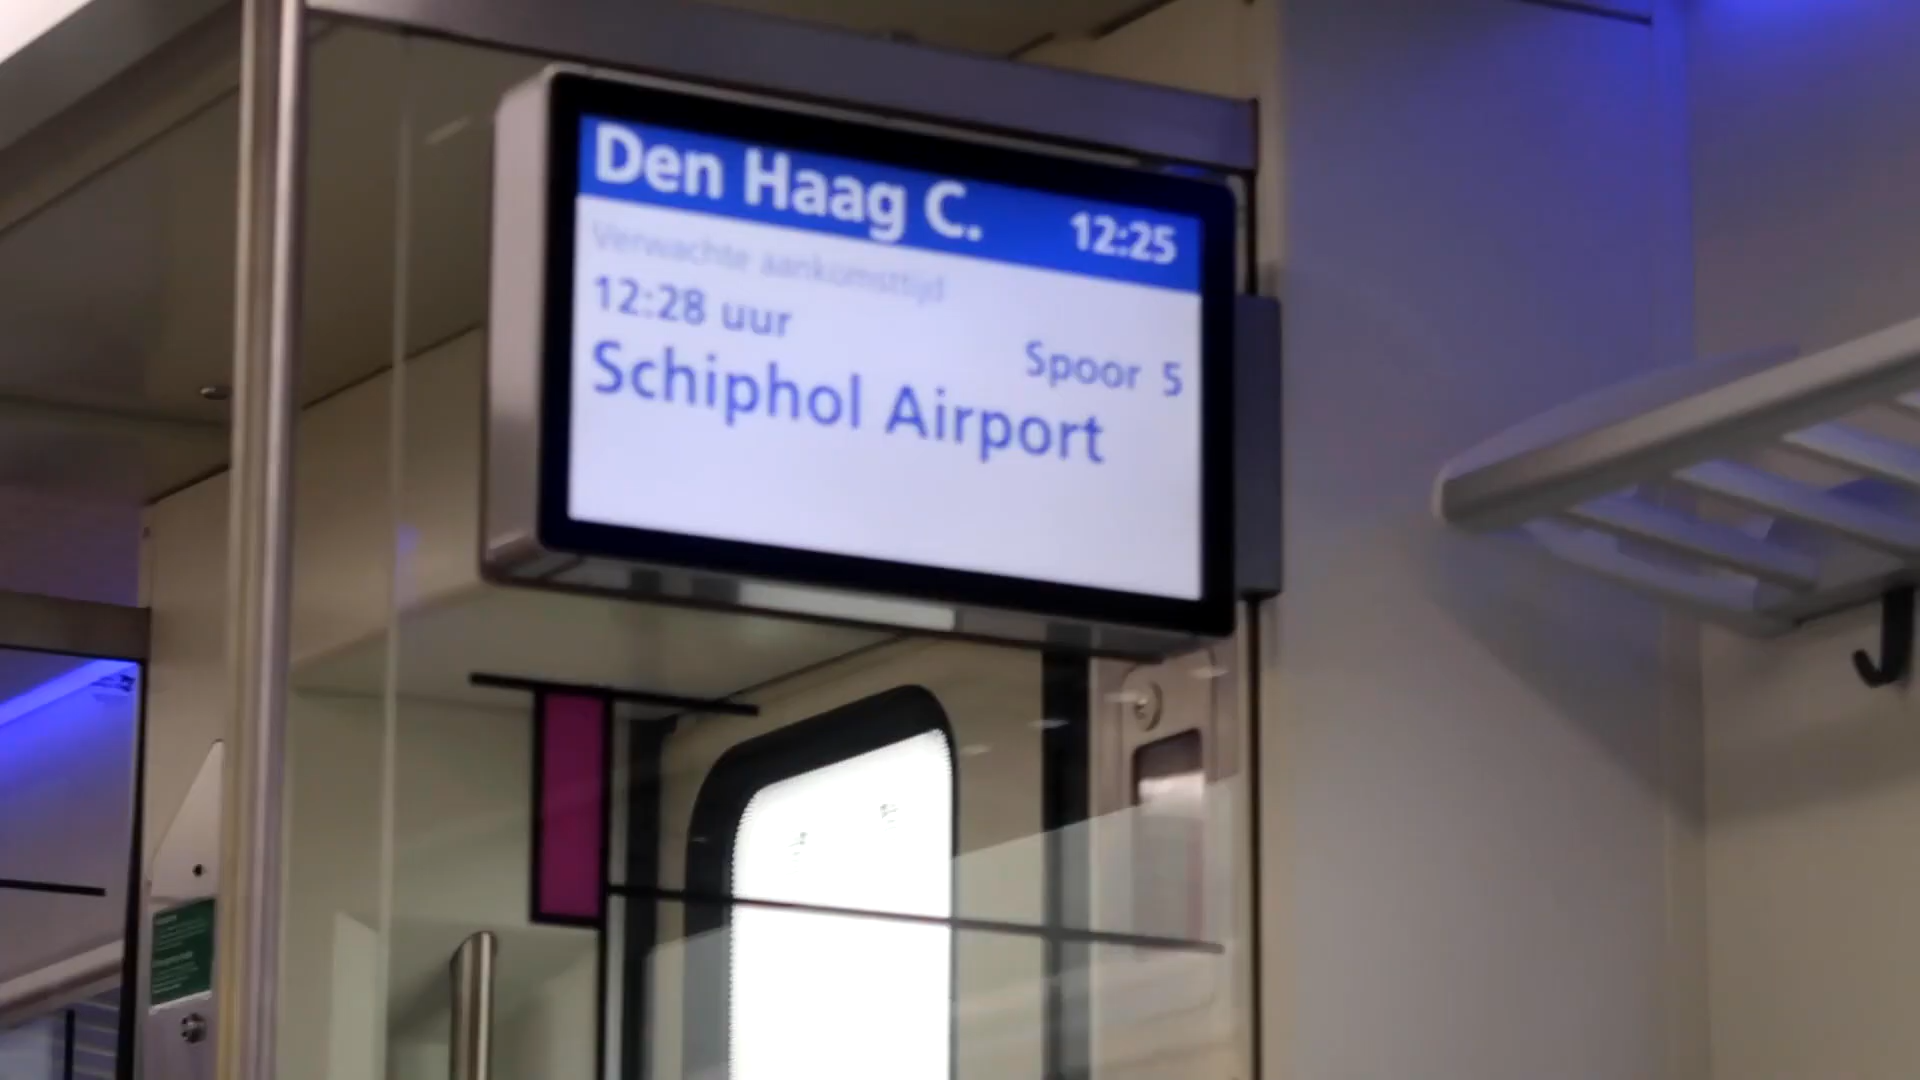 Den Haag C. 12:25
Verwachte aankomsttijd
12:28 uur
Spoor 5
Schiphol Airport